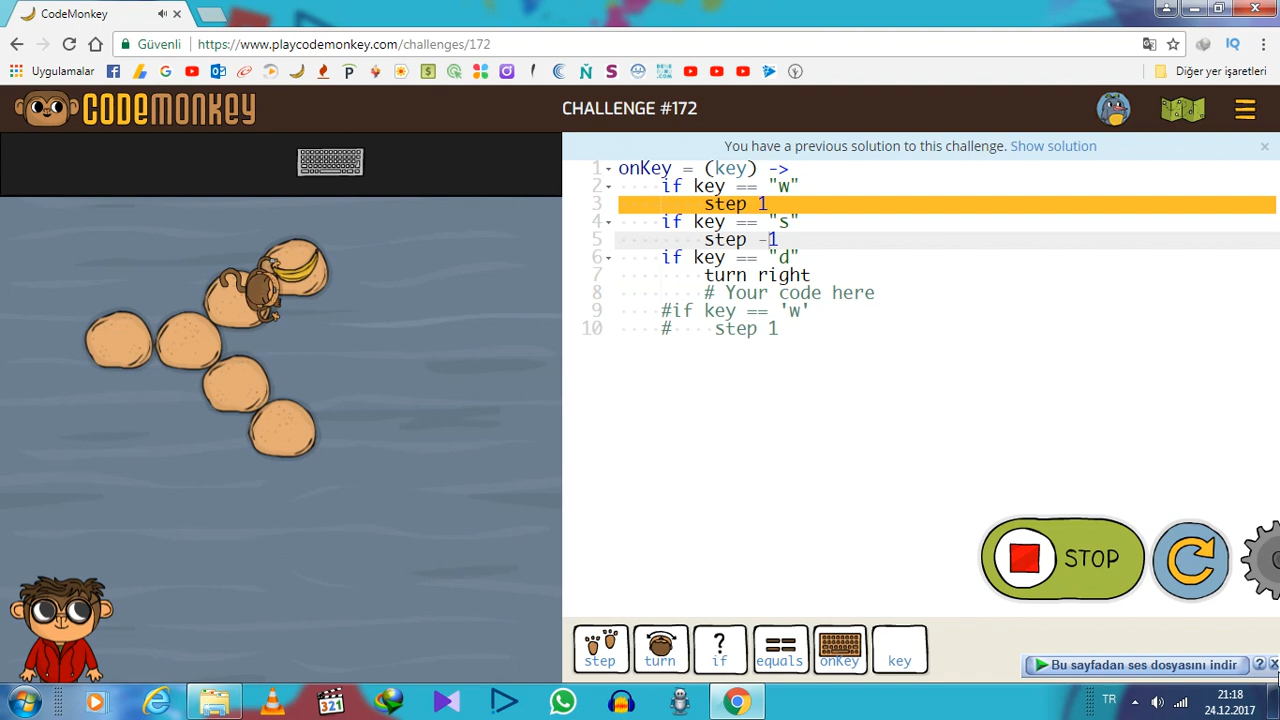 CodeMonkey
Güvenli
https://www.playcodemonkey.com/challenges/172
IQ
Uygulamalar
Diğer yer işaretleri
CODEMONKEY
CHALLENGE #172
You have a previous solution to this challenge. Show solution
1 onKey = (key) ->
2 if key == "w"
3 step 1
4 if key == "s"
5 step -1
6 if key == "d"
7 turn right
8 # Your code here
9 #if key == 'w'
10 # step 1
STOP
step
turn
? if
equals
onKey
key
Bu sayfadan ses dosyasını indir
?
321
TR
21:18
24.12.2017